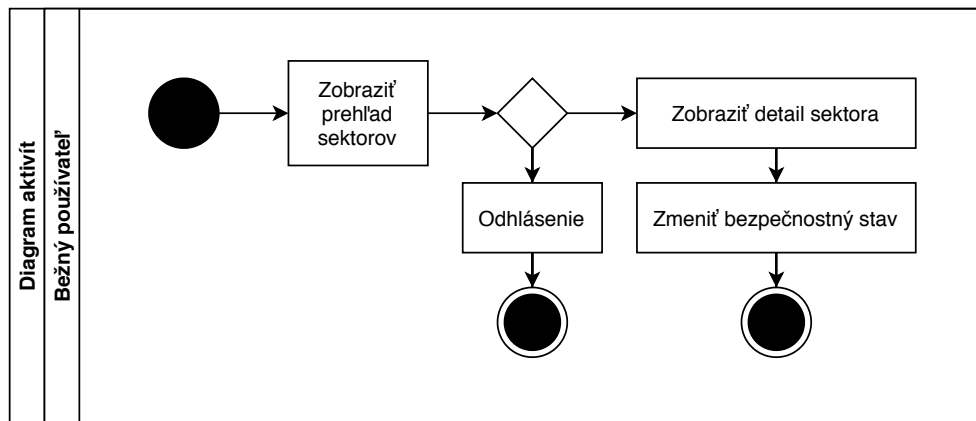 Diagram aktivít
Bežný používateľ
Zobraziť
prehľad
sektorov
Zobraziť detail sektora
Odhlásenie
Zmeniť bezpečnostný stav